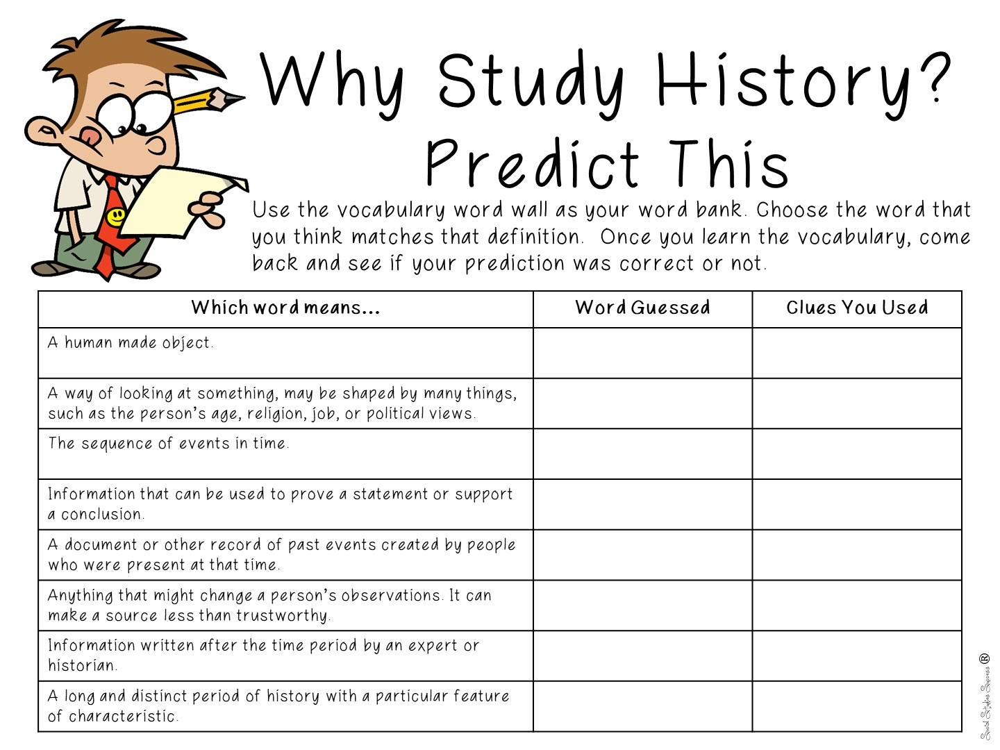 Why Study History?
Predict This
Use the vocabulary word wall as your word bank. Choose the word that
you think matches that definition. Once you learn the vocabulary, come
back and see if your prediction was correct or not.
Which word means... Word Guessed Clues You Used
A human made object.
A way of looking at something, may be shaped by many things,
such as the person's age, religion, job, or political views.
The sequence of events in time.
Information that can be used to prove a statement or support
a conclusion.
A document or other record of past events created by people
who were present at that time.
Anything that might change a person's observations. It can
make a source less than trustworthy.
Information written after the time period by an expert or
historian.
A long and distinct period of history with a particular feature
of characteristic.
Social Studies Success ®